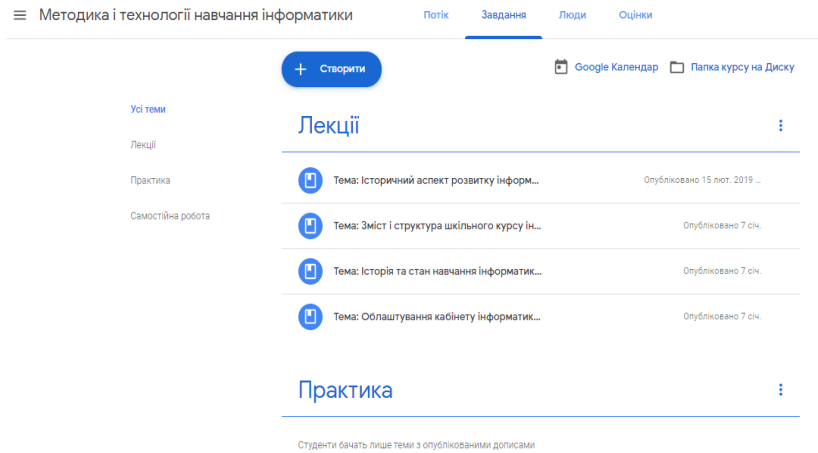 Методика і технології навчання інформатики
Потік Завдання Люди Оцінки
Створити
Google Календар Папка курсу на Диску
Усі теми
Лекції
Практика
Самостійна робота
Лекції
Тема: Історичний аспект розвитку інформ... Опубліковано 15 лют. 2019 ...
Тема: Зміст і структура шкільного курсу ін... Опубліковано 7 січ.
Тема: Історія та стан навчання інформатик... Опубліковано 7 січ.
Тема: Облаштування кабінету інформатик... Опубліковано 7 січ.
Практика
Студенти бачать лише теми з опублікованими дописами